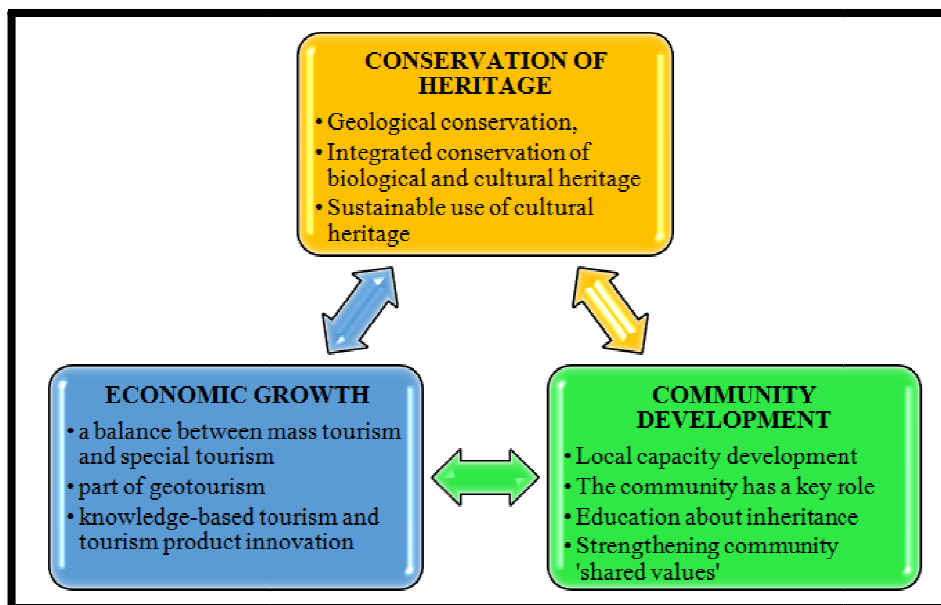 CONSERVATION OF
HERITAGE
• Geological conservation,
• Integrated conservation of
biological and cultural heritage
• Sustainable use of cultural
heritage
ECONOMIC GROWTH
• a balance between mass tourism
and special tourism
• part of geotourism
• knowledge-based tourism and
tourism product innovation
COMMUNITY
DEVELOPMENT
• Local capacity development
• The community has a key role
• Education about inheritance
• Strengthening community
'shared values'